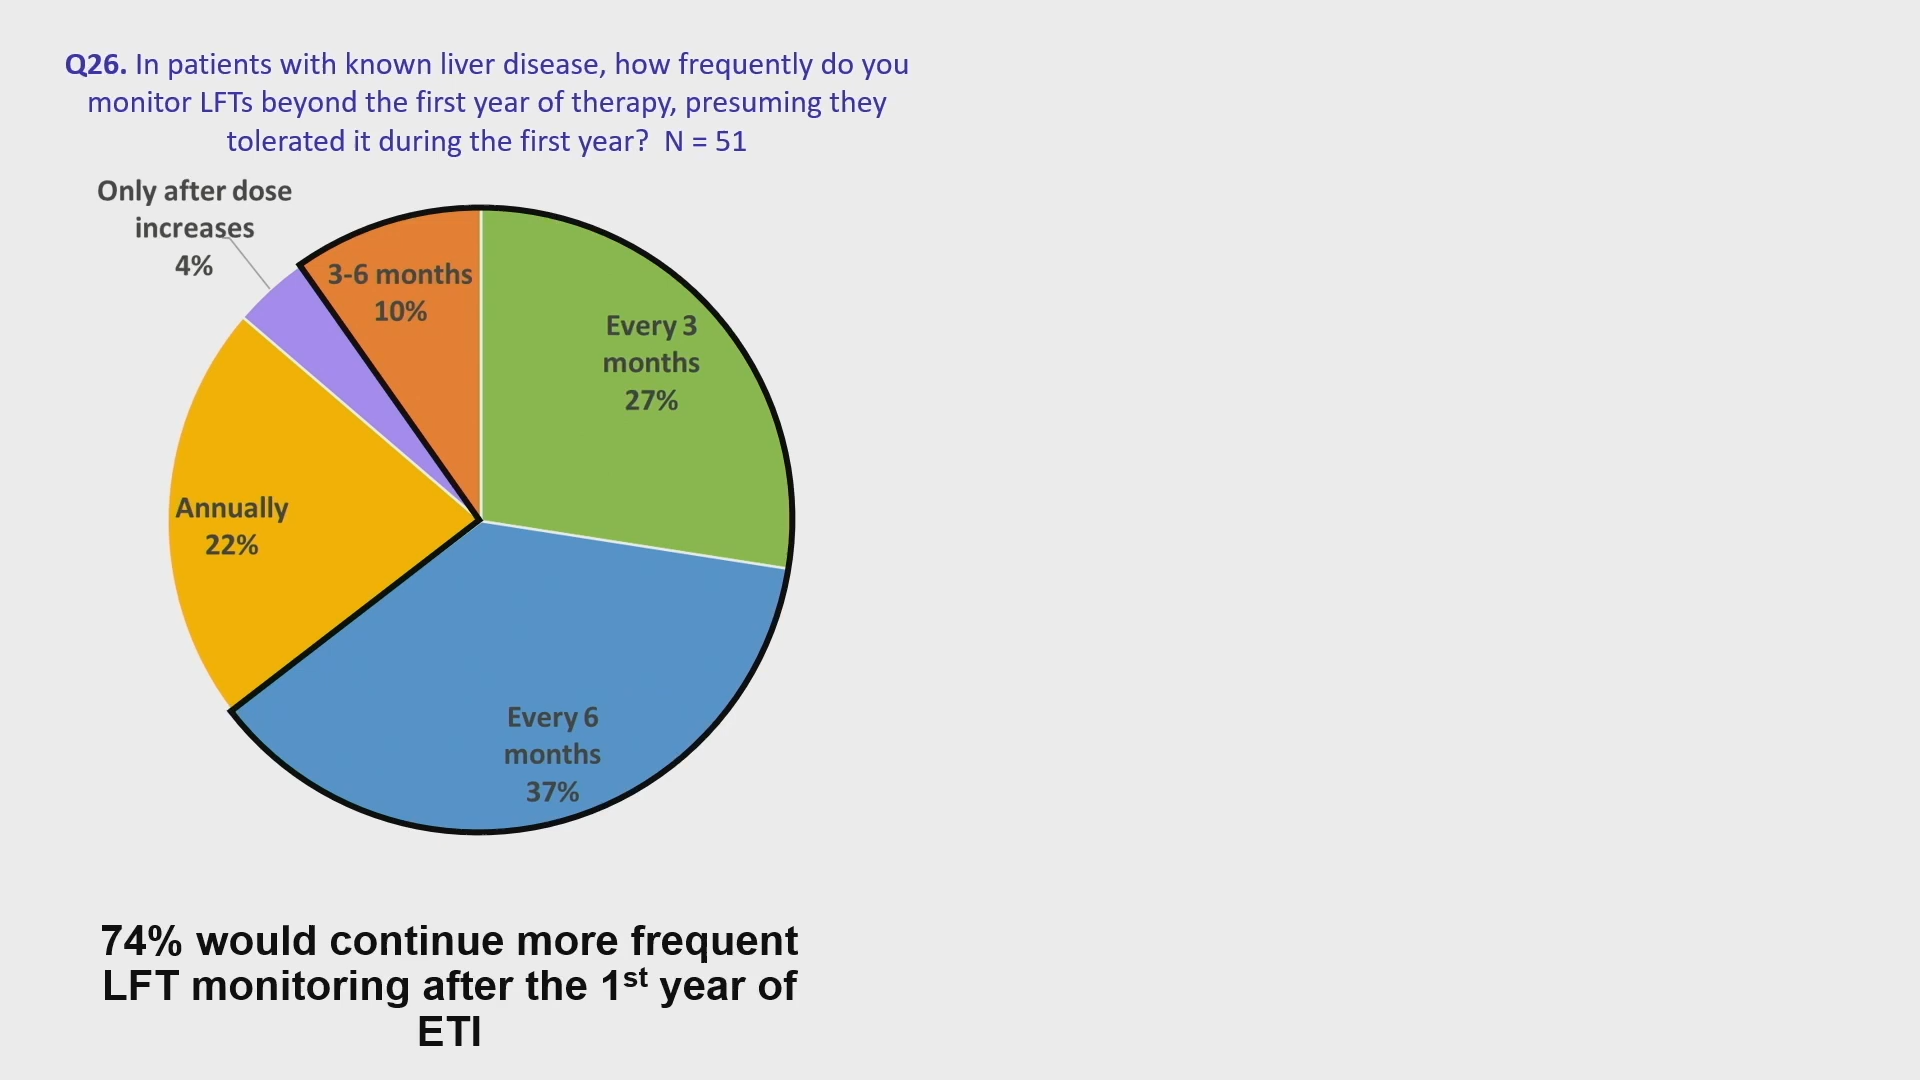 Q26. In patients with known liver disease, how frequently do you
monitor LFTs beyond the first year of therapy, presuming they
tolerated it during the first year?  N = 51
Only after dose
increases
4%
3-6 months
10%
Every 3
months
27%
Annually
22%
Every 6
months
37%
74% would continue more frequent
LFT monitoring after the 1st year of
ETI